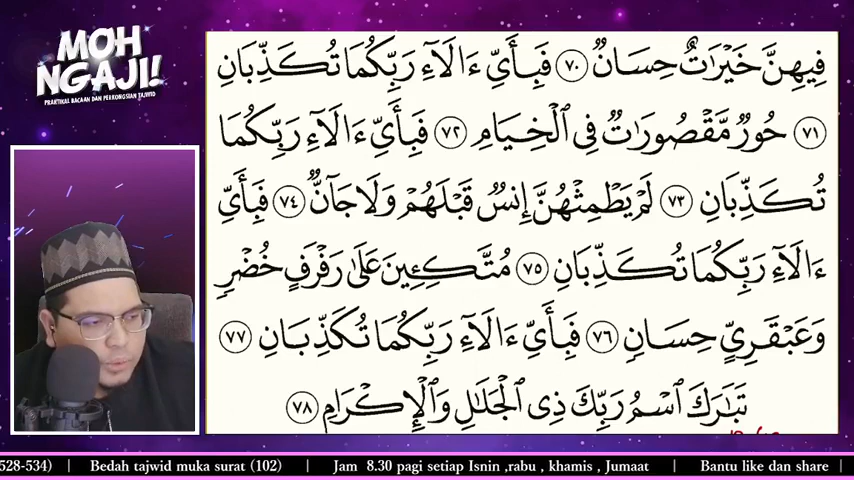 MOH
NGAJI!
PRAKTIKAL BACAAN DAN PERKONGSIAN TAJWID
فِيهِنَّ خَيْرَٰتٌ حِسَانٌ ٧٠ فَبِأَىِّ ءَالَآءِ رَبِّكُمَا تُكَذِّبَانِ
٧١ حُورٌ مَّقْصُورَٰتٌ فِى ٱلْخِيَامِ ٧٢ فَبِأَىِّ ءَالَآءِ رَبِّكُمَا
تُكَذِّبَانِ ٧٣ لَمْ يَطْمِثْهُنَّ إِنسٌ قَبْلَهُمْ وَلَا جَآنٌّ ٧٤ فَبِأَىِّ
ءَالَآءِ رَبِّكُمَا تُكَذِّبَانِ ٧٥ مُتَّكِـِٔينَ عَلَىٰ رَفْرَفٍ خُضْرٍ
وَعَبْقَرِىٍّ حِسَانٍ ٧٦ فَبِأَىِّ ءَالَآءِ رَبِّكُمَا تُكَذِّبَانِ ٧٧
تَبَٰرَكَ ٱسْمُ رَبِّكَ ذِى ٱلْجَلَٰلِ وَٱلْإِكْرَامِ ٧٨
528-534) | Bedah tajwid muka surat (102) | Jam 8.30 pagi setiap Isnin ,rabu , khamis , Jumaat | Bantu like dan share |